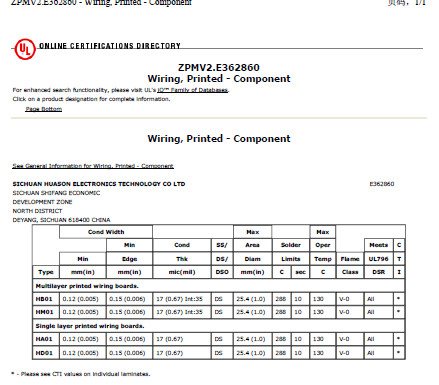 ZPMV2.E362860 - Wiring, Printed - Component 页码，1/1
UL ONLINE CERTIFICATIONS DIRECTORY
ZPMV2.E362860
Wiring, Printed - Component
For enhanced search functionality, please visit UL's IQ™ Family of Databases.
Click on a product designation for complete information.
Page Bottom
Wiring, Printed - Component
See General Information for Wiring, Printed - Component
SICHUAN HUASON ELECTRONICS TECHNOLOGY CO LTD E362860
SICHUAN SHIFANG ECONOMIC
DEVELOPMENT ZONE
NORTH DISTRICT
DEYANG, SICHUAN 618400 CHINA
Cond Width Max Max
Min Cond SS/ Area Solder Oper Meets C
Min Edge Thk DS/ Diam Limits Temp Flame UL796 T
Type mm(in) mm(in) mic(mil) DSO mm(in) C sec C Class DSR I
Multilayer printed wiring boards.
HB01 0.12 (0.005) 0.15 (0.006) 17 (0.67) Int:35 DS 25.4 (1.0) 288 10 130 V-0 All *
HM01 0.12 (0.005) 0.15 (0.006) 17 (0.67) Int:35 DS 25.4 (1.0) 288 10 130 V-0 All *
Single layer printed wiring boards.
HA01 0.12 (0.005) 0.15 (0.006) 17 (0.67) DS 25.4 (1.0) 288 10 130 V-0 All *
HD01 0.12 (0.005) 0.15 (0.006) 17 (0.67) DS 25.4 (1.0) 288 10 130 V-0 All *
* - Please see CTI values on individual laminates.